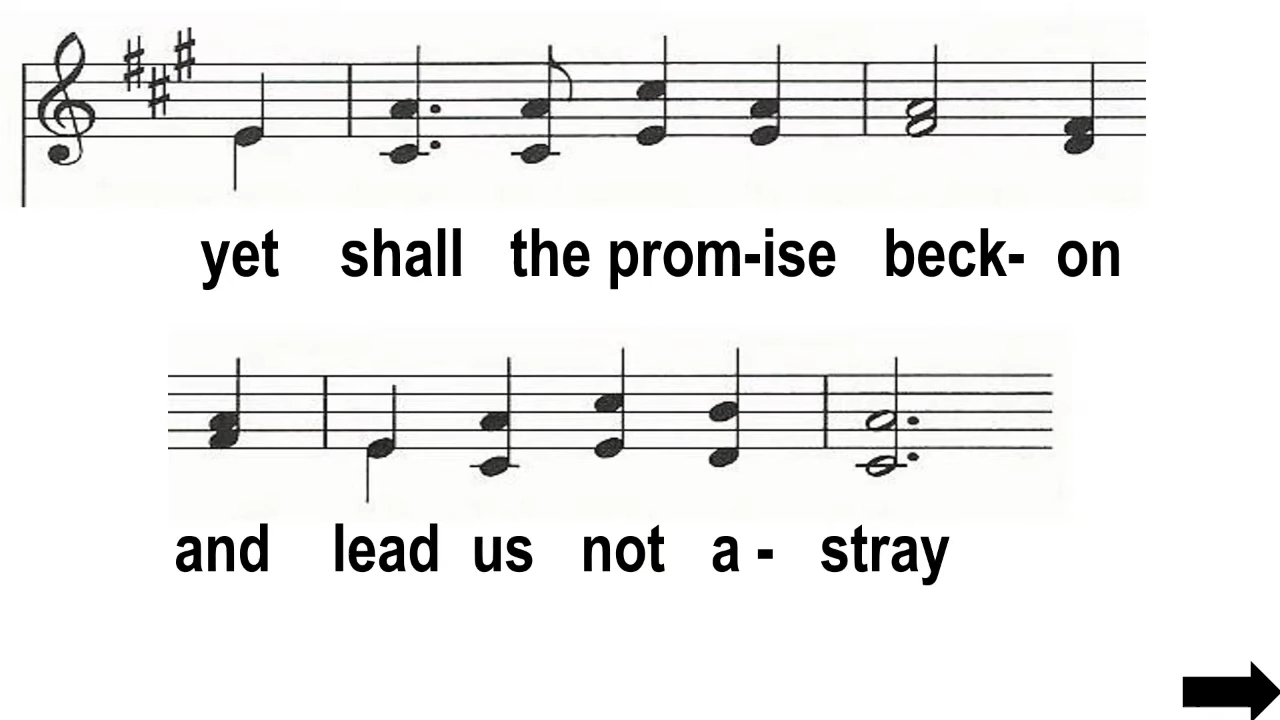 yet shall the prom-ise beck- on
and lead us not a - stray